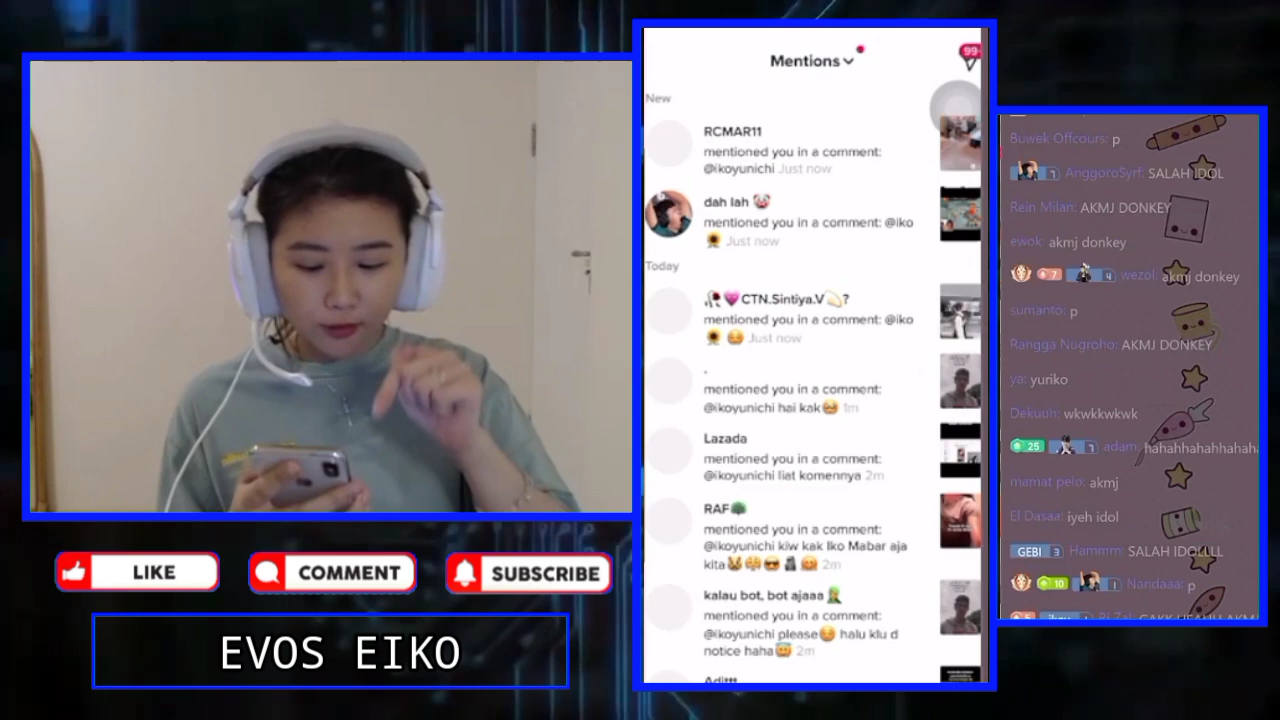 Mentions
99
New
RCMAR11
mentioned you in a comment:
@ikoyunichi Just now
dah lah 🤡
mentioned you in a comment: @iko
🌻 Just now
Today
🥀💗CTN.Sintiya.V💫?
mentioned you in a comment: @iko
🌻 😆 Just now
.
mentioned you in a comment:
@ikoyunichi hai kak 1m
Lazada
mentioned you in a comment:
@ikoyunichi liat komennya 2m
RAF
mentioned you in a comment:
@ikoyunichi kiw kak Iko Mabar aja
kita 2m
kalau bot, bot ajaaa
mentioned you in a comment:
@ikoyunichi please halu klu d
notice haha 2m
Buwek Offcours: p
1 AnggoroSyrf: SALAH IDOL
Rein Milan: AKMJ DONKEY
ewok: akmj donkey
7 4 wezol: akmj donkey
sumanto: p
Rangga Nugroho: AKMJ DONKEY
ya: yuriko
Dekuuh: wkwkkwkwk
25 1 adam: hahahhahahhahaha
mamat pelo: akmj
El Dasaa: iyeh idol
GEBI 3 Hammm: SALAH IDOLLLL
10 1 Nandaaa: p
LIKE
COMMENT
SUBSCRIBE
EVOS EIKO